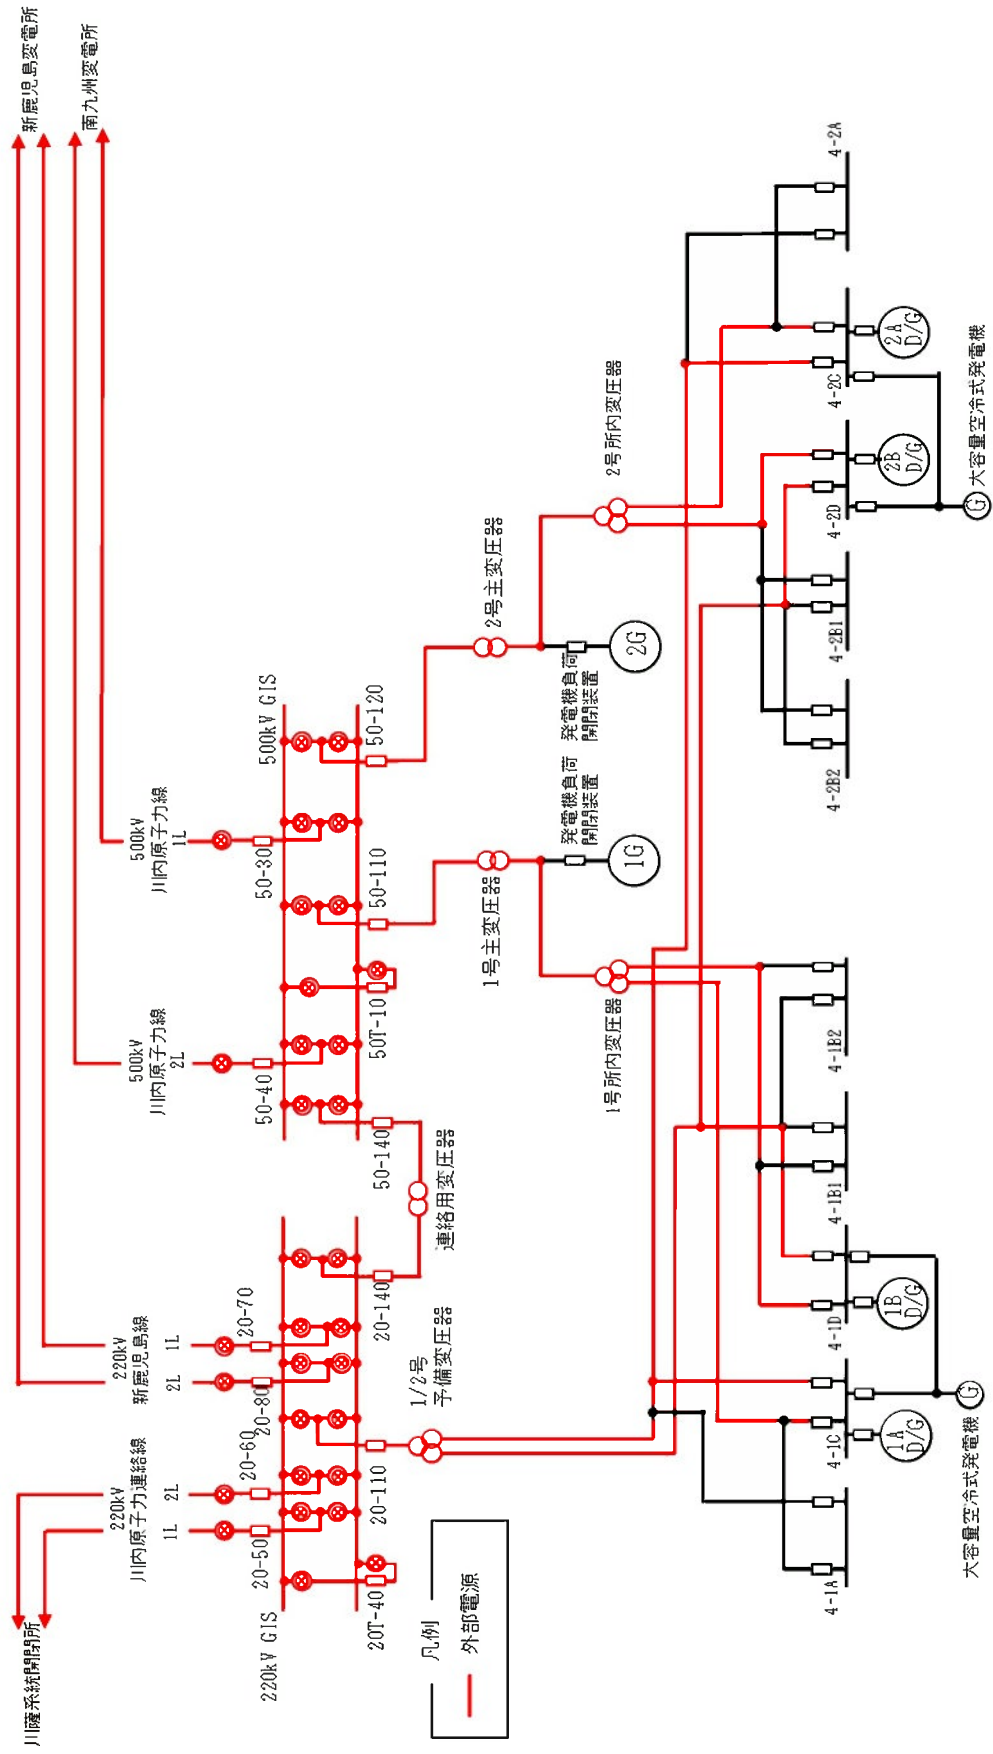 川薩系統開閉所
新鹿児島変電所
南九州変電所
220kV
川内原子力連絡線
1L
2L
220kV
新鹿児島線
2L
1L
500kV
川内原子力線
2L
500kV
川内原子力線
1L
20-50
20-60
20-80
20-70
50-40
50-30
220kV GIS
500kV GIS
20T-40
20-110
20-140
50-140
50T-10
50-110
50-120
1/2号
予備変圧器
連絡用変圧器
1号主変圧器
2号主変圧器
発電機負荷
開閉装置
発電機負荷
開閉装置
1G
2G
1号所内変圧器
2号所内変圧器
4-1A
4-1C
4-1D
4-1B1
4-1B2
4-2B2
4-2B1
4-2D
4-2C
4-2A
1A
D/G
1B
D/G
2B
D/G
2A
D/G
G
大容量空冷式発電機
G
大容量空冷式発電機
凡例
外部電源